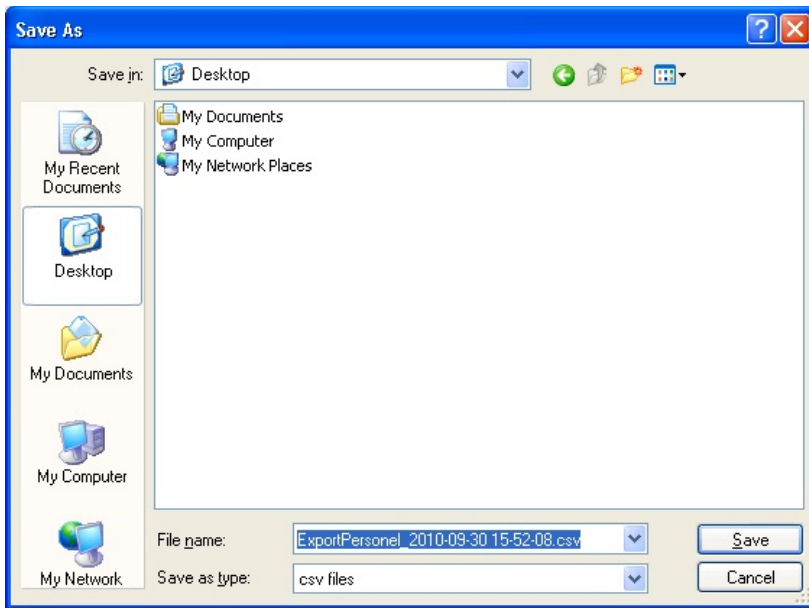 Save As
Save in: Desktop
My Recent
Documents
Desktop
My Documents
My Computer
My Network
My Documents
My Computer
My Network Places
File name: ExportPersonel_2010-09-30 15-52-08.csv
Save
Save as type: csv files
Cancel